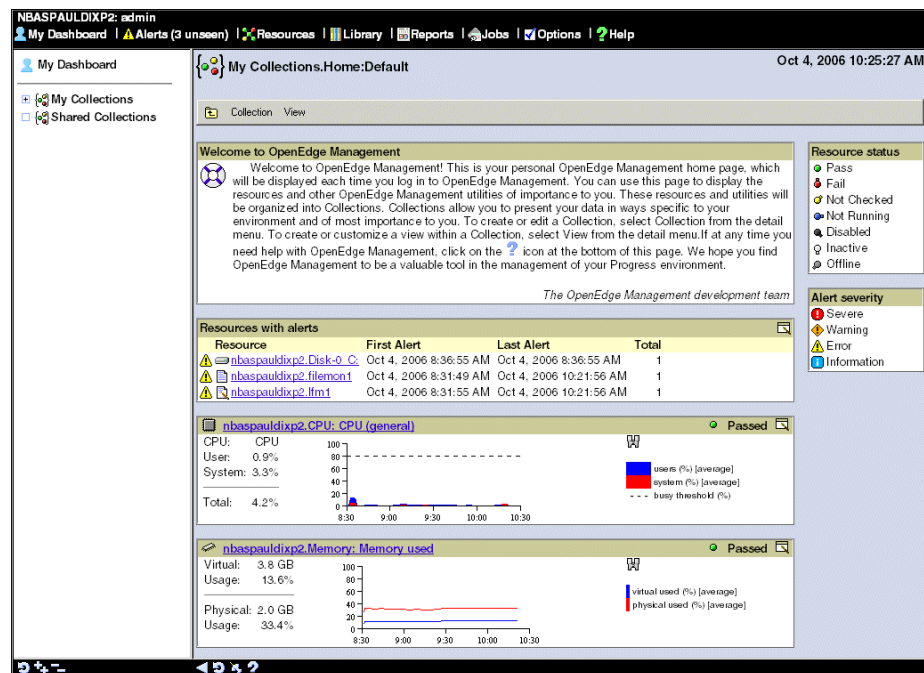 NBASPAULDIXP2: admin
My Dashboard | Alerts (3 unseen) | Resources | Library | Reports | Jobs | Options | ? Help
My Dashboard
My Collections
Shared Collections
My Collections.Home:Default
Oct 4, 2006 10:25:27 AM
Collection View
Welcome to OpenEdge Management
Welcome to OpenEdge Management! This is your personal OpenEdge Management home page, which
will be displayed each time you log in to OpenEdge Management. You can use this page to display the
resources and other OpenEdge Management utilities of importance to you. These resources and utilities will
be organized into Collections. Collections allow you to present your data in ways specific to your
environment and of most importance to you. To create or edit a Collection, select Collection from the detail
menu. To create or customize a view within a Collection, select View from the detail menu.If at any time you
need help with OpenEdge Management, click on the ? icon at the bottom of this page. We hope you find
OpenEdge Management to be a valuable tool in the management of your Progress environment.
The OpenEdge Management development team
Resource status
Pass
Fail
Not Checked
Not Running
Disabled
Inactive
Offline
Alert severity
Severe
Warning
Error
Information
Resources with alerts
Resource First Alert Last Alert Total
nbaspauldixp2.Disk-0_C: Oct 4, 2006 8:36:55 AM Oct 4, 2006 8:36:55 AM 1
nbaspauldixp2.filemon1 Oct 4, 2006 8:31:49 AM Oct 4, 2006 10:21:56 AM 1
nbaspauldixp2.lfm1 Oct 4, 2006 8:31:55 AM Oct 4, 2006 10:21:56 AM 1
nbaspauldixp2.CPU: CPU (general) Passed
CPU: CPU
User: 0.9%
System: 3.3%
Total: 4.2%
100
80
60
40
20
0
8:30 9:00 9:30 10:00 10:30
users (%) [average]
system (%) [average]
busy threshold (%)
nbaspauldixp2.Memory: Memory used Passed
Virtual: 3.8 GB
Usage: 13.6%
Physical: 2.0 GB
Usage: 33.4%
100
80
60
40
20
0
8:30 9:00 9:30 10:00 10:30
virtual used (%) [average]
physical used (%) [average]